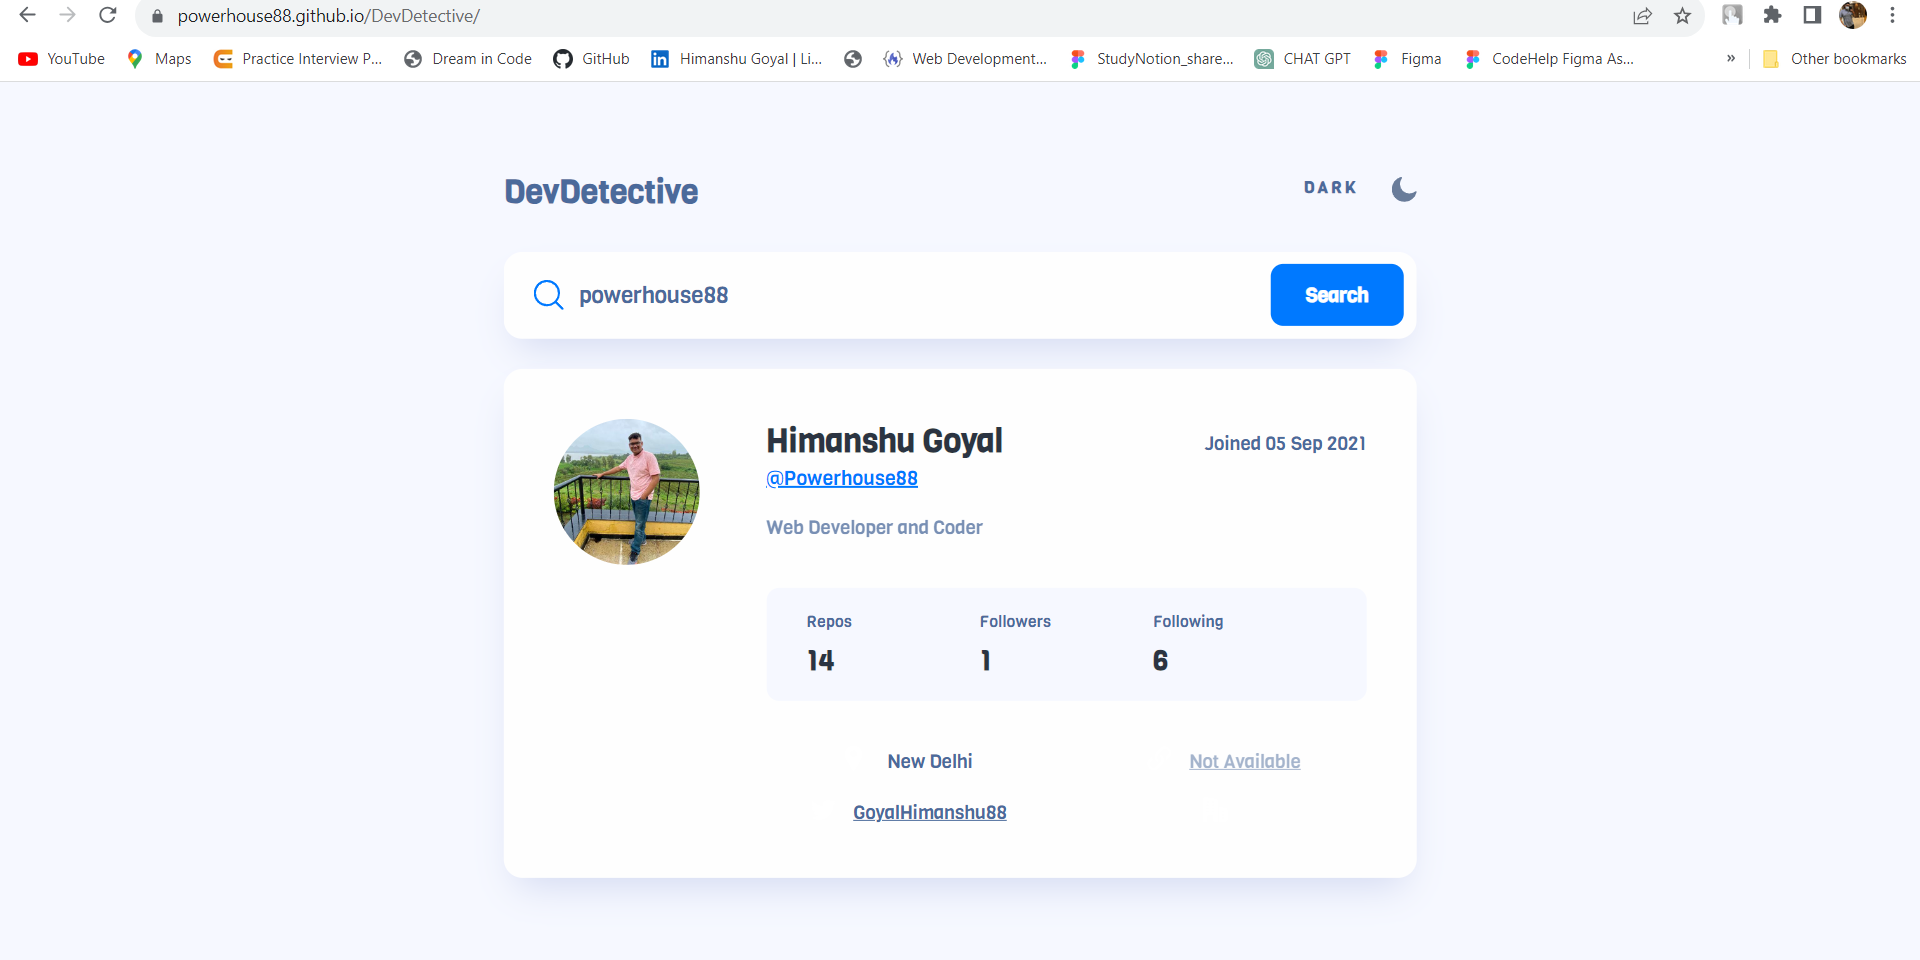 powerhouse88.github.io/DevDetective/
YouTube Maps Practice Interview P... Dream in Code GitHub Himanshu Goyal | Li... Web Development... StudyNotion_share... CHAT GPT Figma CodeHelp Figma As... » Other bookmarks
DevDetective DARK
powerhouse88 Search
Himanshu Goyal Joined 05 Sep 2021
@Powerhouse88
Web Developer and Coder
Repos Followers Following
14 1 6
New Delhi Not Available
GoyalHimanshu88